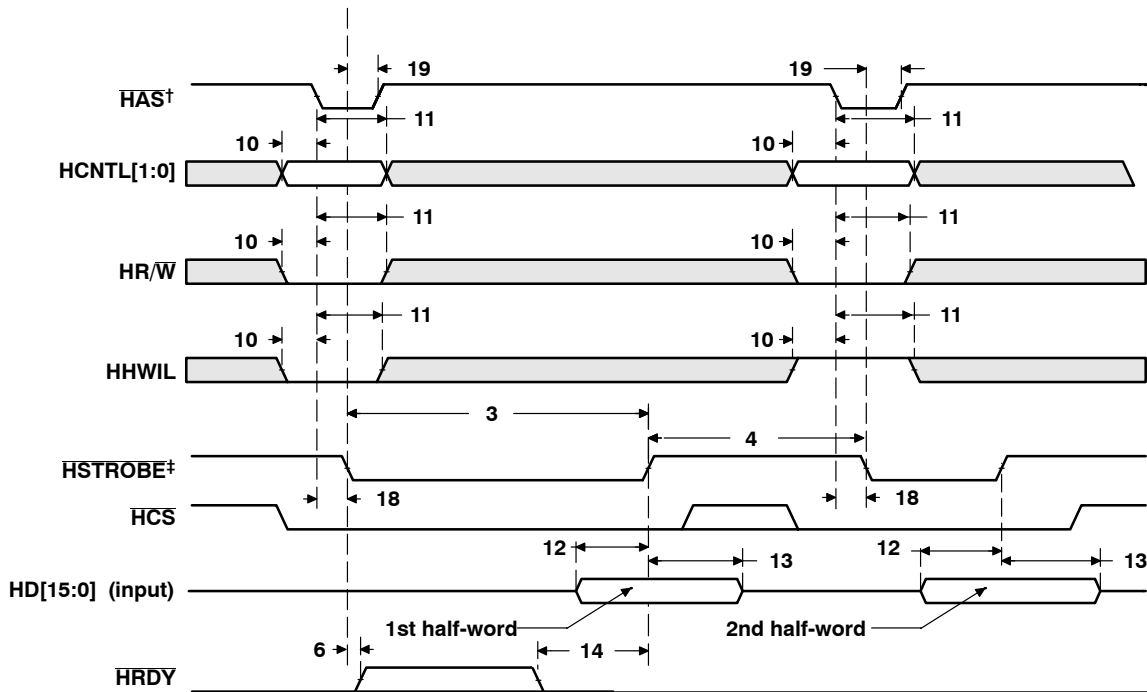 19 19
HAS†
11 11
10 10
HCNTL[1:0]
11 11
10 10
HR/W
11 11
10 10
HHWIL
3
4
HSTROBE‡
18 18
HCS
12 12
13 13
HD[15:0] (input)
1st half-word 2nd half-word
6 14
HRDY